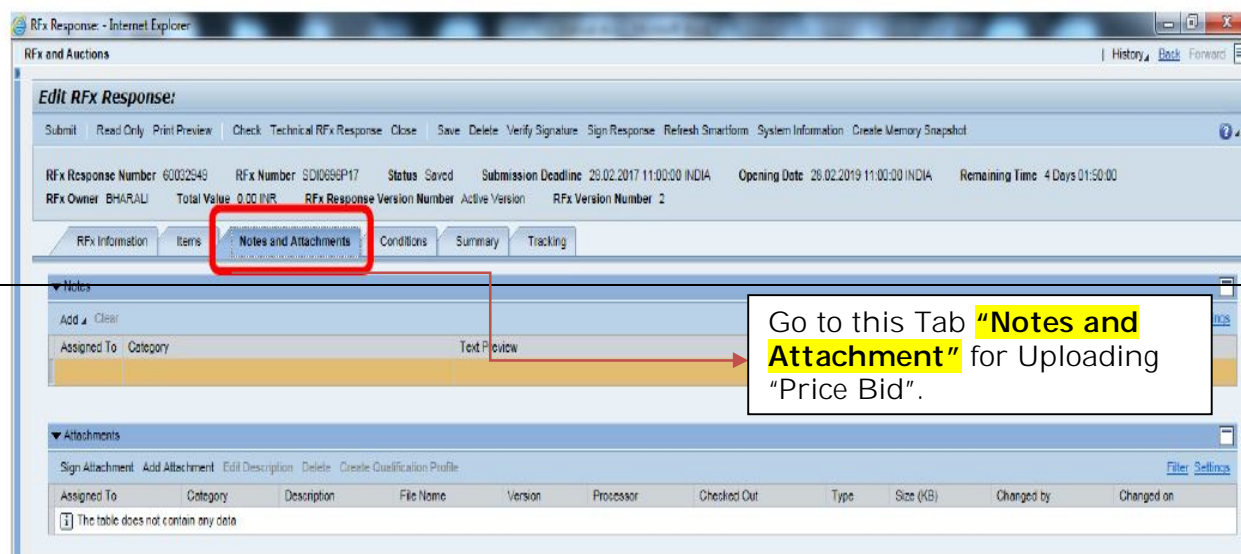 RFx Response: - Internet Explorer
RFx and Auctions
History Back Forward
Edit RFx Response:
Submit Read Only Print Preview Check Technical RFx Response Close Save Delete Verify Signature Sign Response Refresh Smartform System Information Create Memory Snapshot
RFx Response Number 60032949 RFx Number SDI0696P17 Status Saved Submission Deadline 28.02.2017 11:00:00 INDIA Opening Date 28.02.2019 11:00:00 INDIA Remaining Time 4 Days 01:50:00
RFx Owner BHARALI Total Value 0.00 INR RFx Response Version Number Active Version RFx Version Number 2
RFx Information Items Notes and Attachments Conditions Summary Tracking
Notes
Add Clear
Assigned To Category Text Preview
Go to this Tab "Notes and
Attachment" for Uploading
"Price Bid".
Attachments
Sign Attachment Add Attachment Edit Description Delete Create Qualification Profile Filter Settings
Assigned To Category Description File Name Version Processor Checked Out Type Size (KB) Changed by Changed on
The table does not contain any data